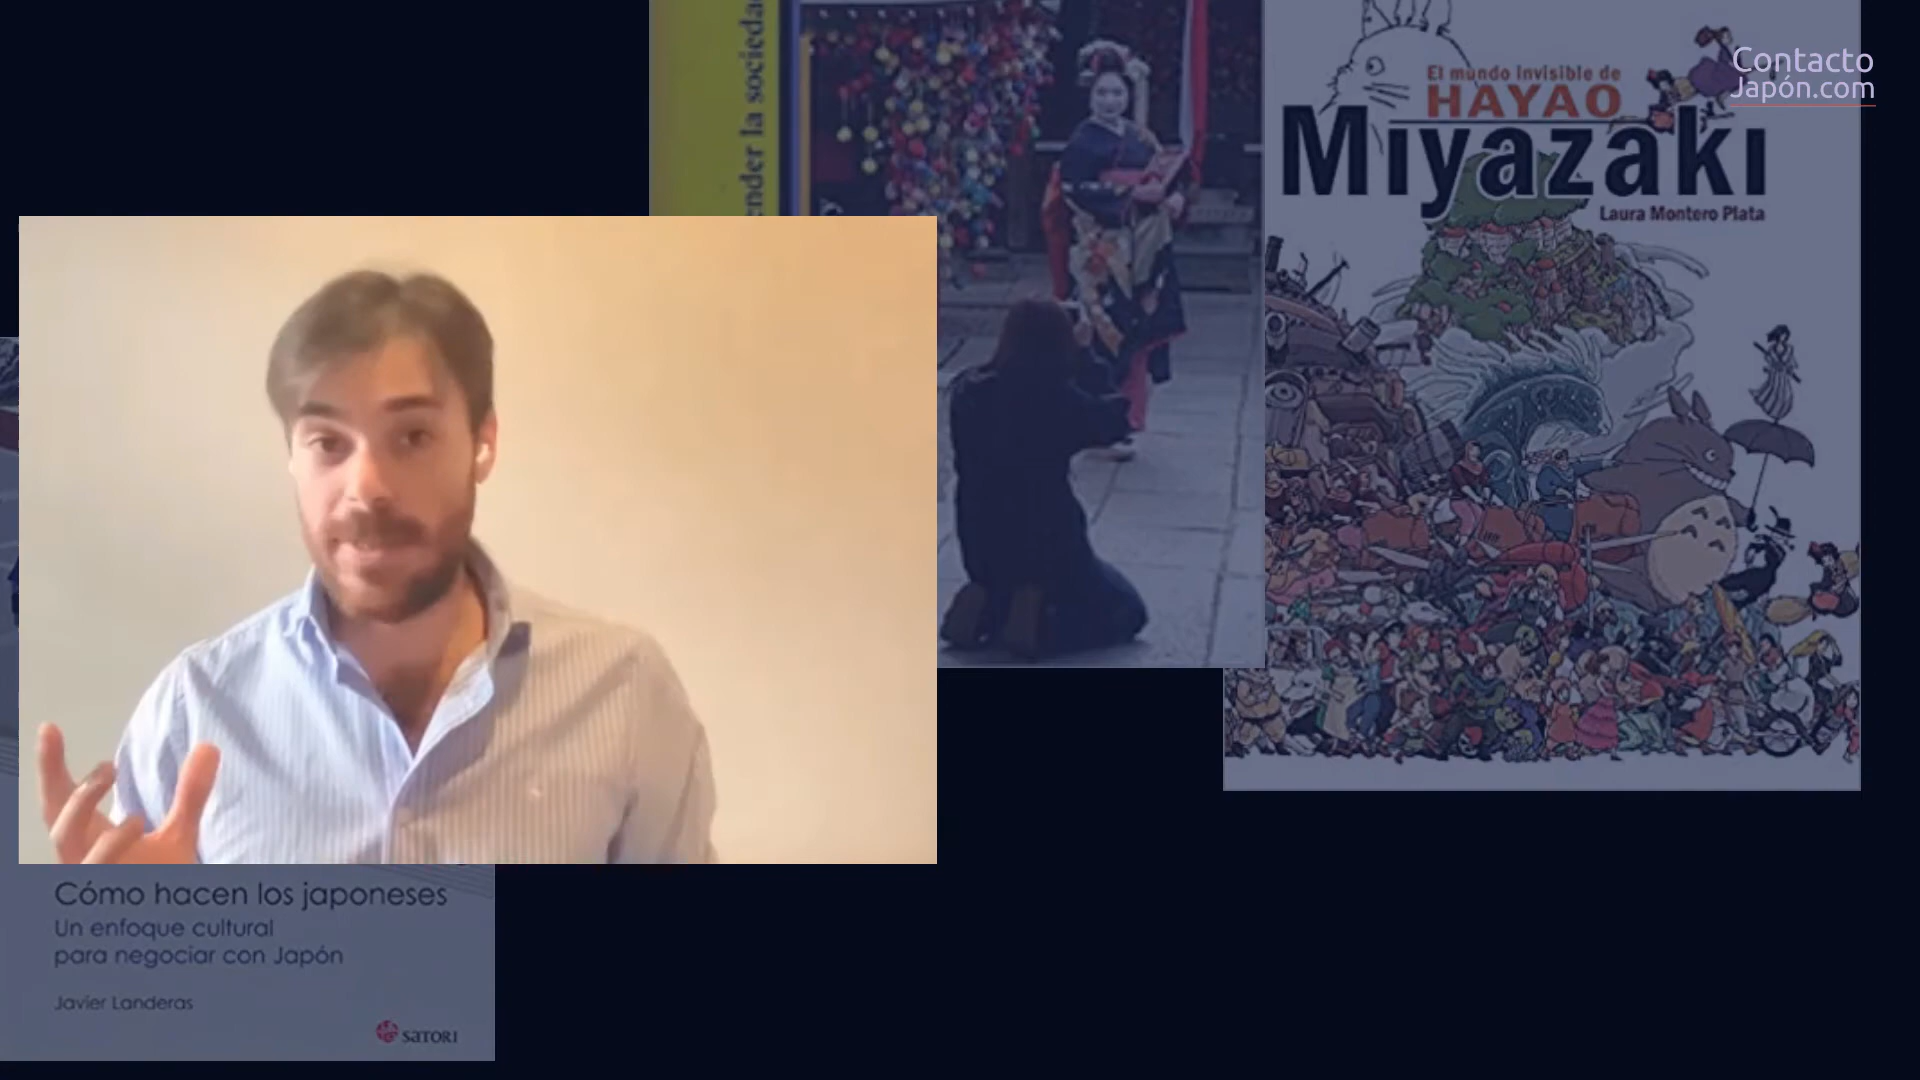 Contacto
Japón.com
ender la sociedad
El mundo invisible de
HAYAO
Miyazaki
Laura Montero Plata
Cómo hacen los japoneses
Un enfoque cultural
para negociar con Japón
Javier Landeras
SATORI